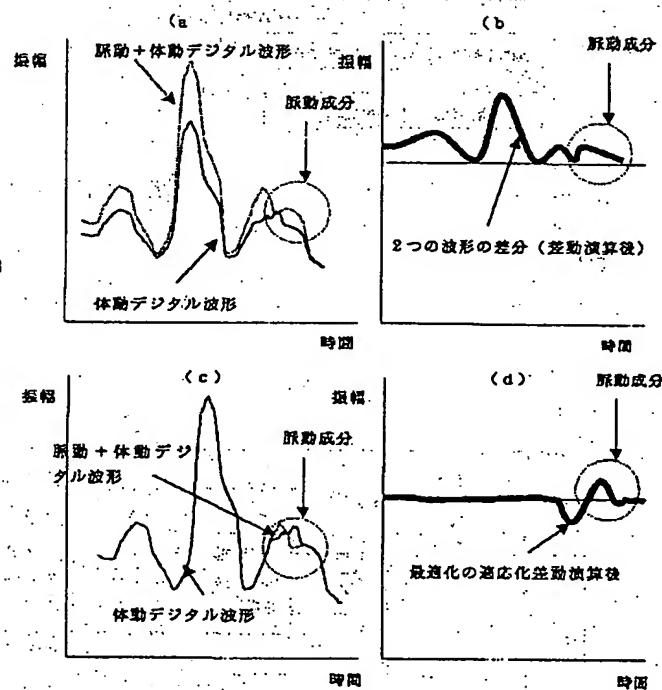 (a
振幅
脈動+体動デジタル波形
脈動成分
体動デジタル波形
時間
(b)
振幅
脈動成分
2つの波形の差分(差動演算後)
時間
(c)
振幅
脈動+体動デジ
タル波形
脈動成分
体動デジタル波形
時間
(d)
振幅
脈動成分
最適化の適応化差動演算後
時間